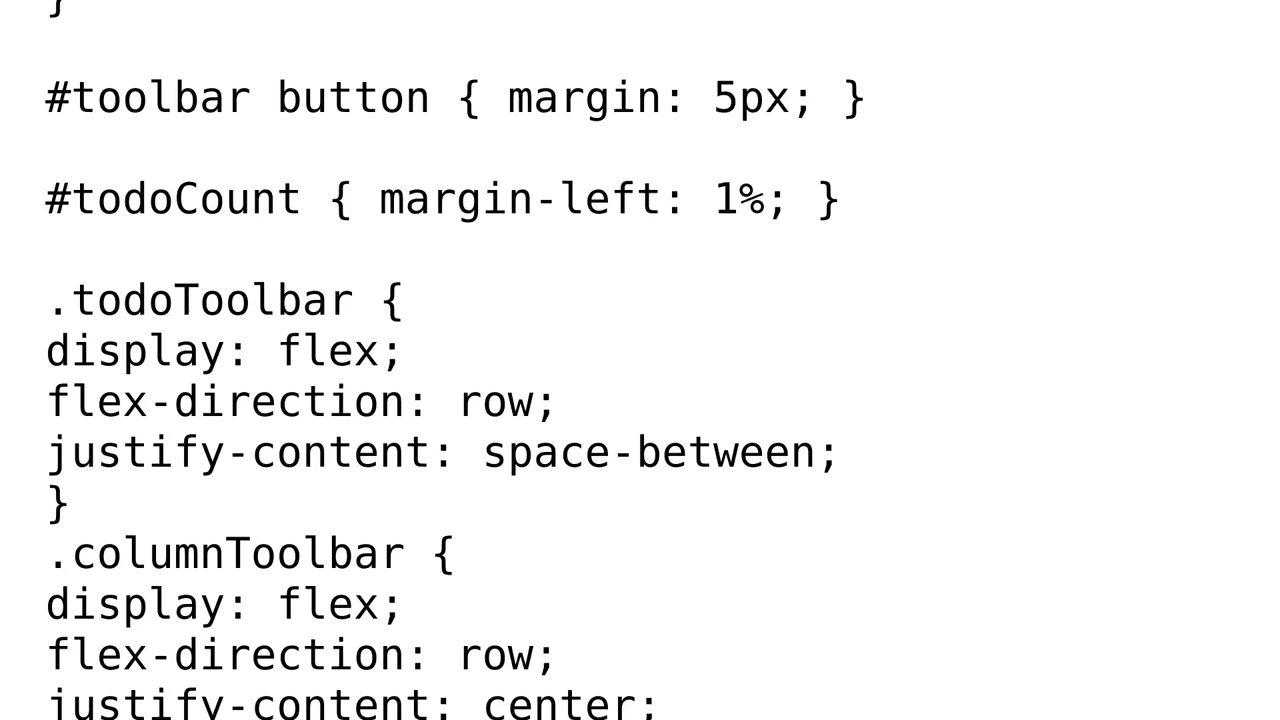 }

#toolbar button { margin: 5px; }

#todoCount { margin-left: 1%; }

.todoToolbar {
display: flex;
flex-direction: row;
justify-content: space-between;
}
.columnToolbar {
display: flex;
flex-direction: row;
justify-content: center;